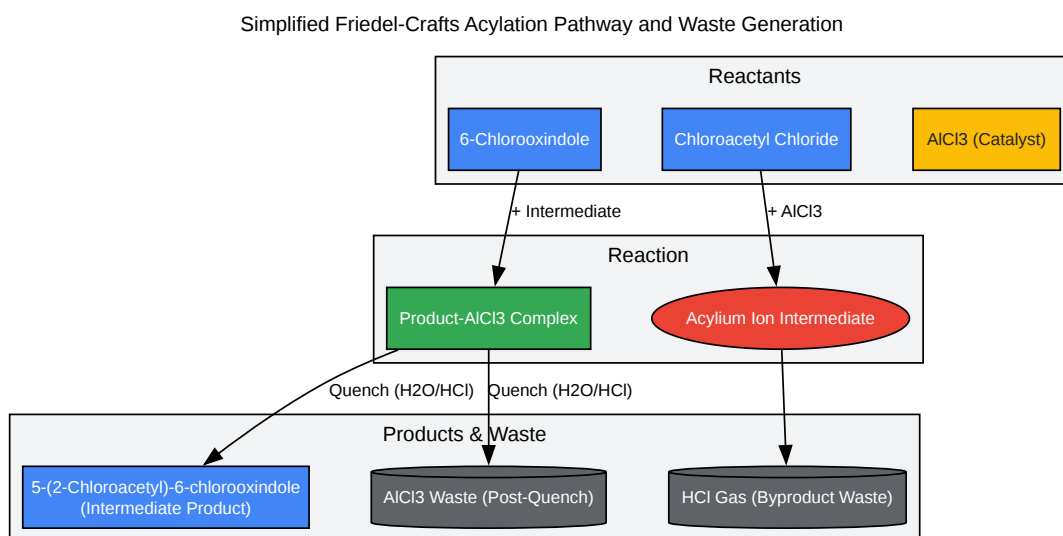 Simplified Friedel-Crafts Acylation Pathway and Waste Generation
Reactants
6-Chlorooxindole
Chloroacetyl Chloride
AlCl3 (Catalyst)
+ Intermediate
+ AlCl3
Reaction
Product-AlCl3 Complex
Acylium Ion Intermediate
Quench (H2O/HCl)
Quench (H2O/HCl)
Products & Waste
5-(2-Chloroacetyl)-6-chlorooxindole
(Intermediate Product)
AlCl3 Waste (Post-Quench)
HCl Gas (Byproduct Waste)